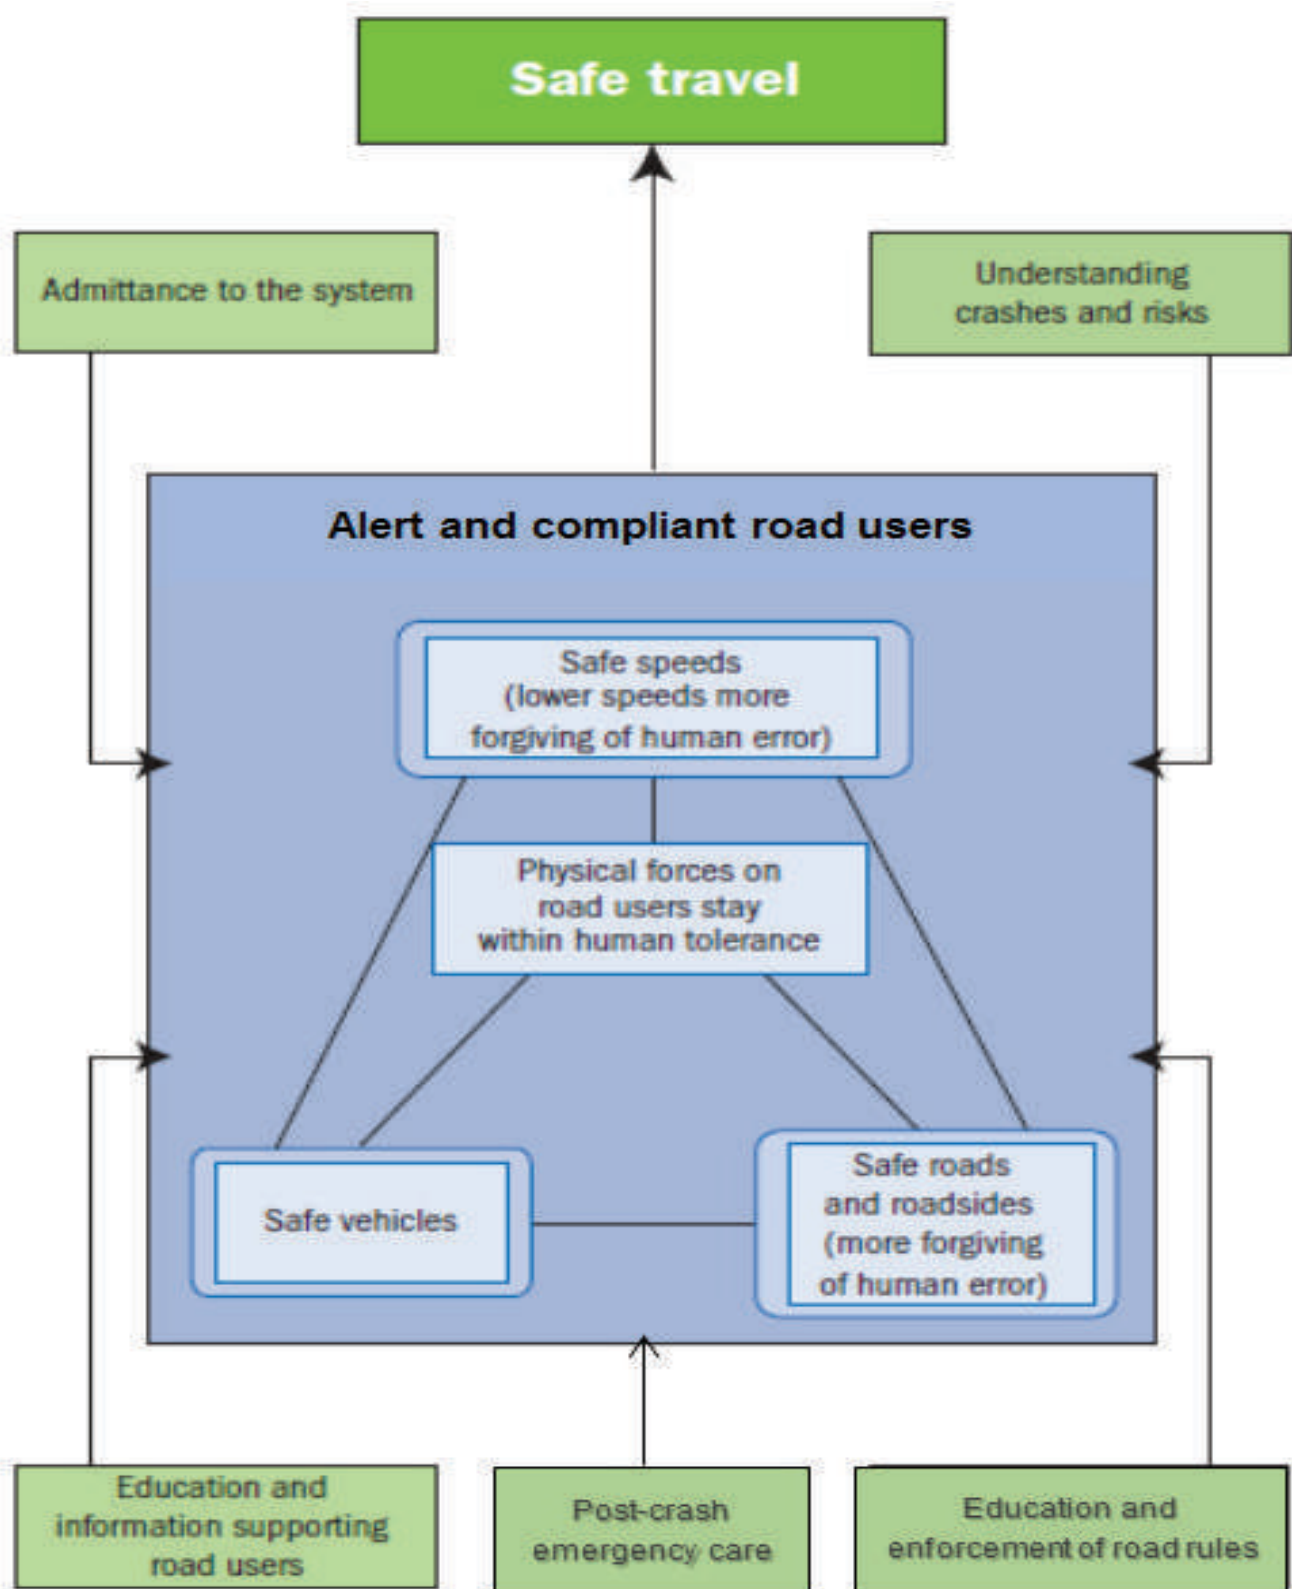 Safe travel
Admittance to the system
Understanding
crashes and risks
Alert and compliant road users
Safe speeds
(lower speeds more
forgiving of human error)
Physical forces on
road users stay
within human tolerance
Safe vehicles
Safe roads
and roadsides
(more forgiving
of human error)
Education and
information supporting
road users
Post-crash
emergency care
Education and
enforcement of road rules